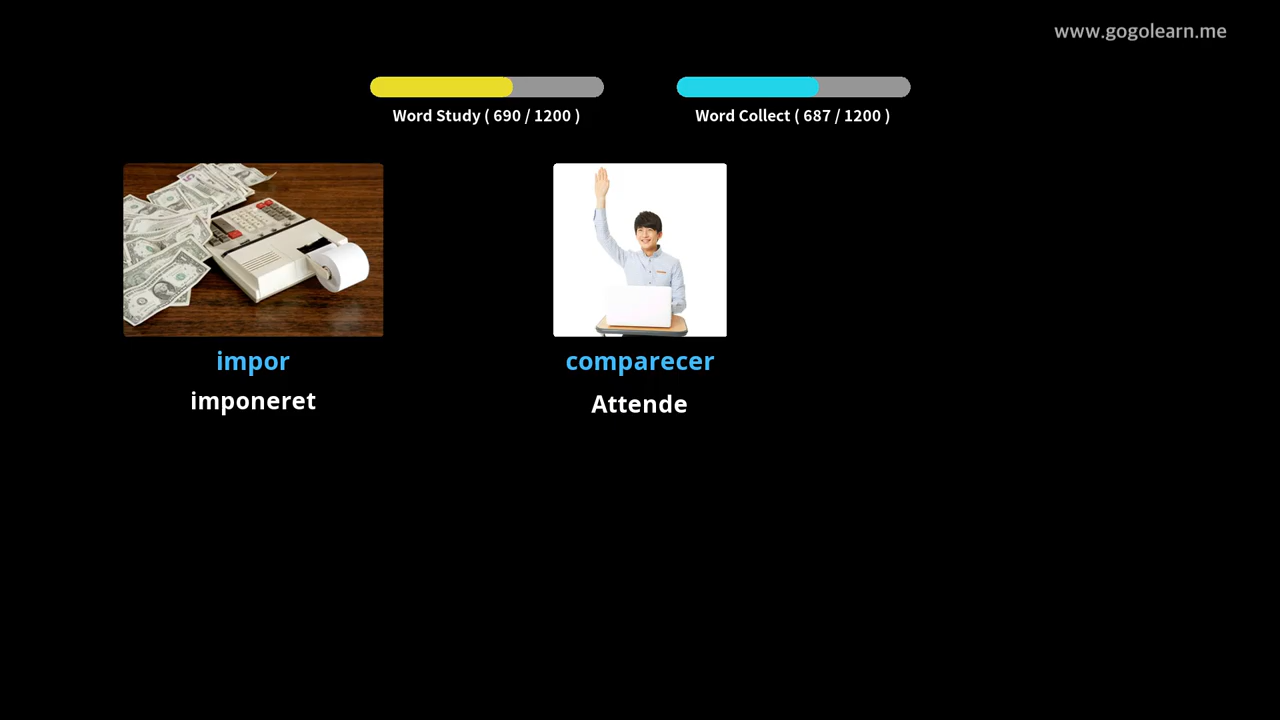 www.gogolearn.me
Word Study ( 690 / 1200 )
Word Collect ( 687 / 1200 )
impor
comparecer
imponeret
Attende